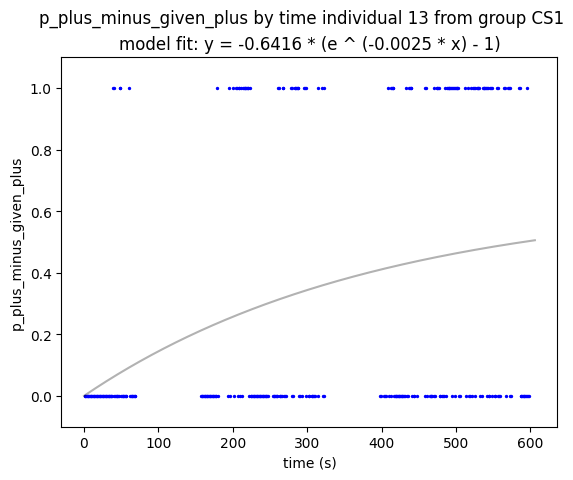 p_plus_minus_given_plus by time individual 13 from group CS1
model fit: y = -0.6416 * (e ^ (-0.0025 * x) - 1)
1.0
0.8
0.6
0.4
0.2
0.0
p_plus_minus_given_plus
0 100 200 300 400 500 600
time (s)